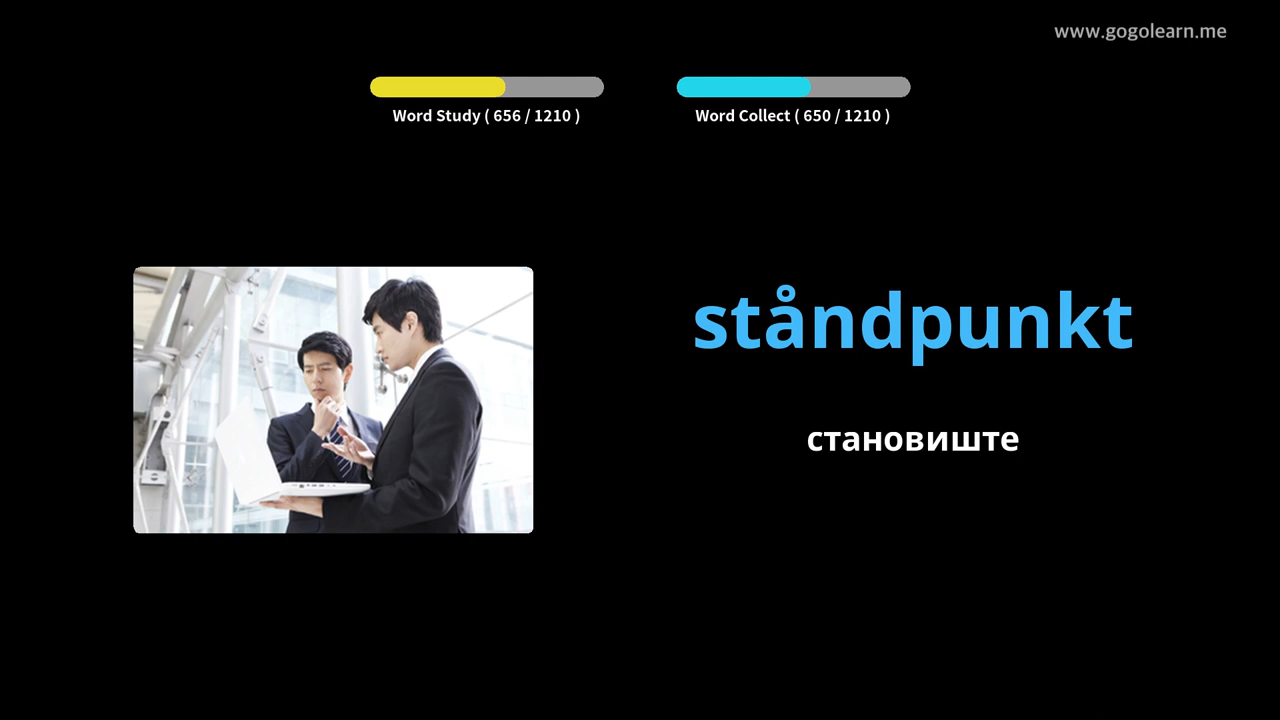 www.gogolearn.me
Word Study ( 656 / 1210 )
Word Collect ( 650 / 1210 )
ståndpunkt
становиште